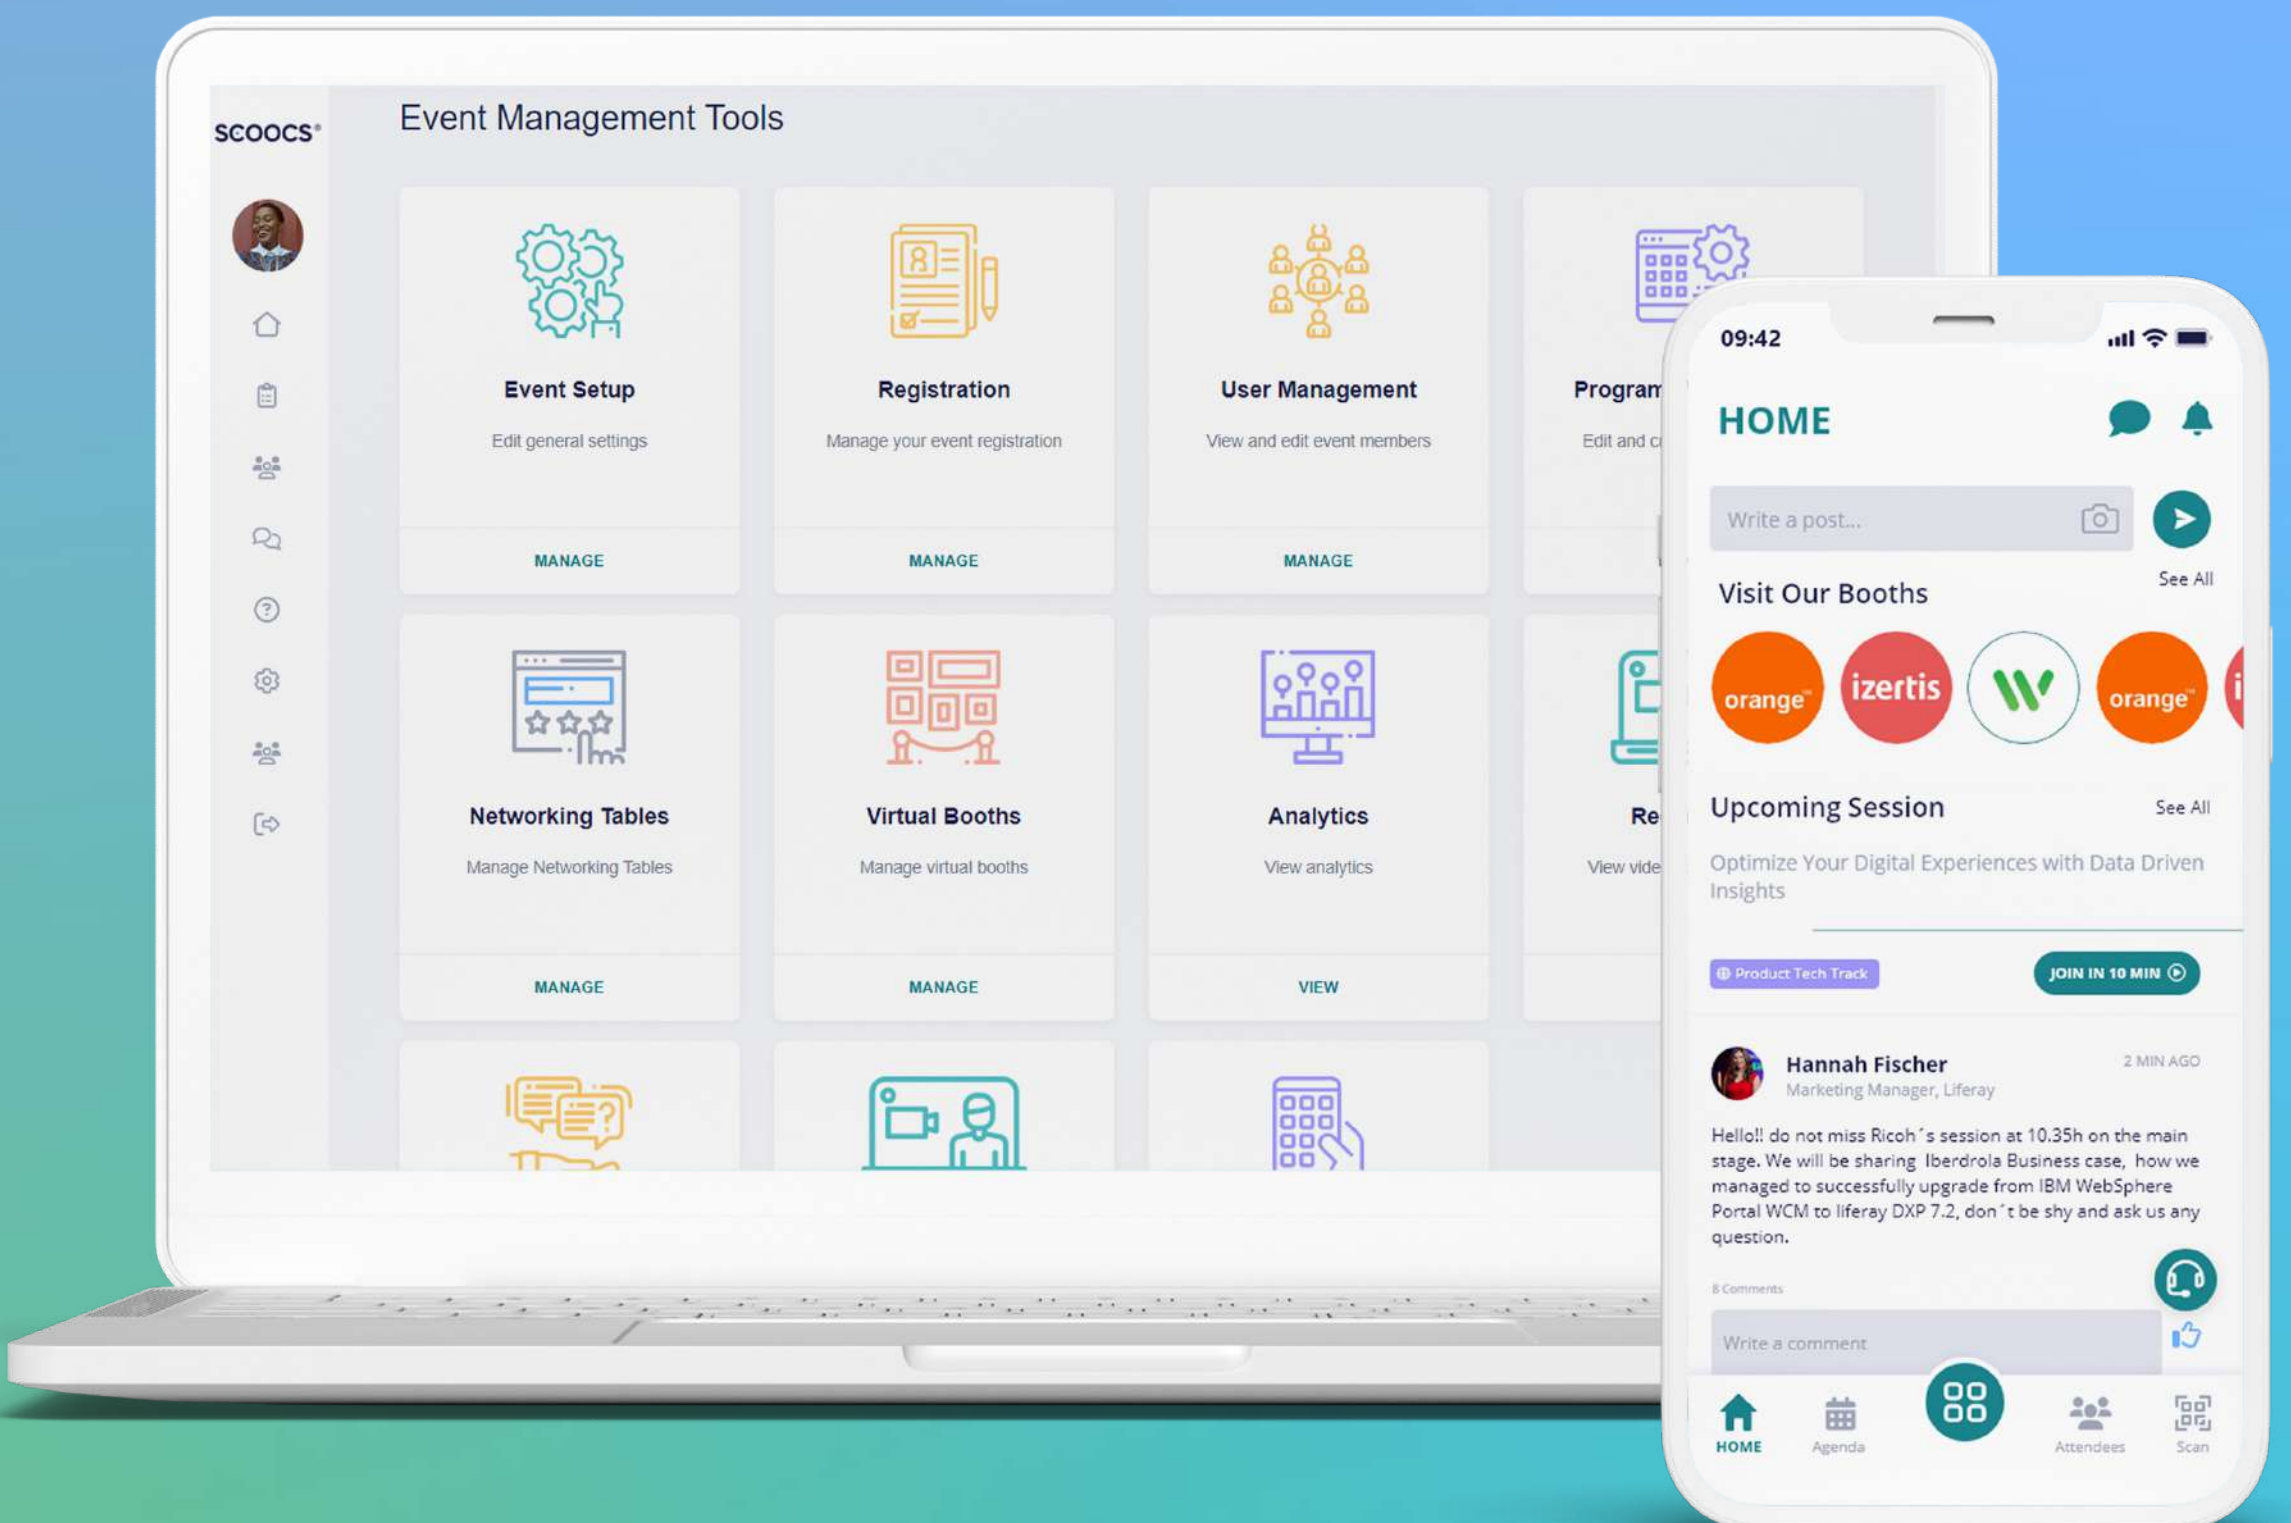 SCOOCS®
Event Management Tools
Event Setup
Edit general settings
MANAGE
Registration
Manage your event registration
MANAGE
User Management
View and edit event members
MANAGE
Program
Edit and
Networking Tables
Manage Networking Tables
MANAGE
Virtual Booths
Manage virtual booths
MANAGE
Analytics
View analytics
VIEW
Re
View vide
09:42
HOME
Write a post...
Visit Our Booths
See All
orange™
izertis
orange™
i
Upcoming Session
See All
Optimize Your Digital Experiences with Data Driven
Insights
Product Tech Track
JOIN IN 10 MIN
Hannah Fischer
2 MIN AGO
Marketing Manager, Liferay
Hello!! do not miss Ricoh´s session at 10.35h on the main
stage. We will be sharing Iberdrola Business case, how we
managed to successfully upgrade from IBM WebSphere
Portal WCM to liferay DXP 7.2, don´t be shy and ask us any
question.
8 Comments
Write a comment
HOME
Agenda
Attendees
Scan